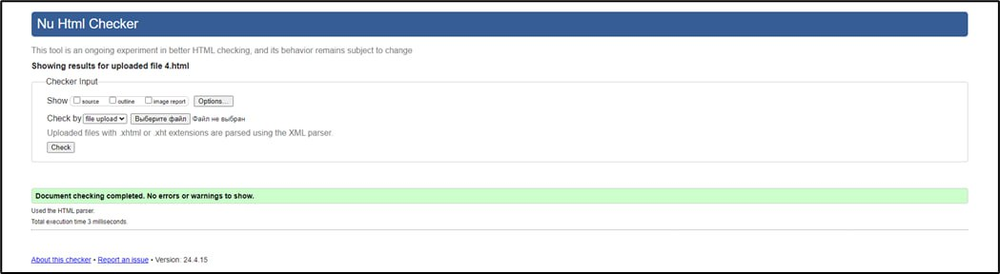 Nu Html Checker
This tool is an ongoing experiment in better HTML checking, and its behavior remains subject to change
Showing results for uploaded file 4.html
Checker Input
Show source outline image report Options...
Check by file upload Выберите файл Файл не выбран
Uploaded files with .xhtml or .xht extensions are parsed using the XML parser.
Check
Document checking completed. No errors or warnings to show.
Used the HTML parser.
Total execution time 3 milliseconds.
About this checker • Report an issue • Version: 24.4.15